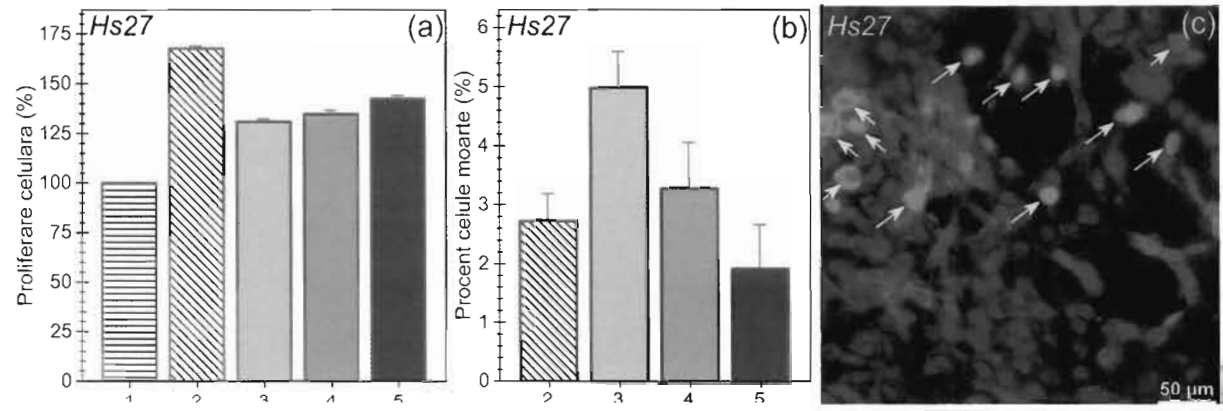 Hs27
(a)
Proliferare celulara (%)
175
150
125
100
75
50
25
0
1 2 3 4 5
Hs27
(b)
Procent celule moarte (%)
6
5
4
3
2
1
0
2 3 4 5
Hs27
(c)
50 μm